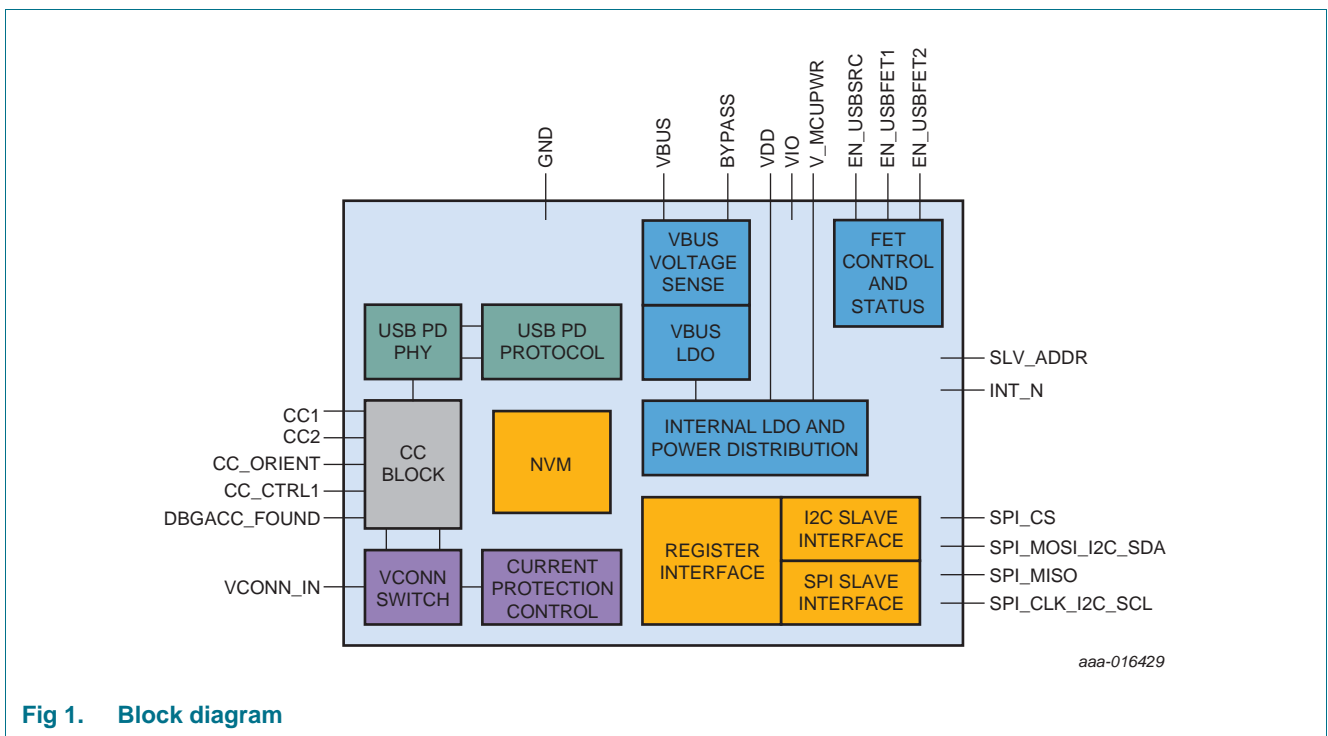 GND
VBUS
BYPASS
VDD
VIO
V_MCUPWR
EN_USBSRC
EN_USBFET1
EN_USBFET2
VBUS
VOLTAGE
SENSE
FET
CONTROL
AND
STATUS
USB PD
PHY
USB PD
PROTOCOL
VBUS
LDO
SLV_ADDR
INT_N
CC1
CC2
CC_ORIENT
CC_CTRL1
DBGACC_FOUND
CC
BLOCK
NVM
INTERNAL LDO AND
POWER DISTRIBUTION
VCONN_IN
VCONN
SWITCH
CURRENT
PROTECTION
CONTROL
REGISTER
INTERFACE
I2C SLAVE
INTERFACE
SPI SLAVE
INTERFACE
SPI_CS
SPI_MOSI_I2C_SDA
SPI_MISO
SPI_CLK_I2C_SCL
aaa-016429
Fig 1. Block diagram